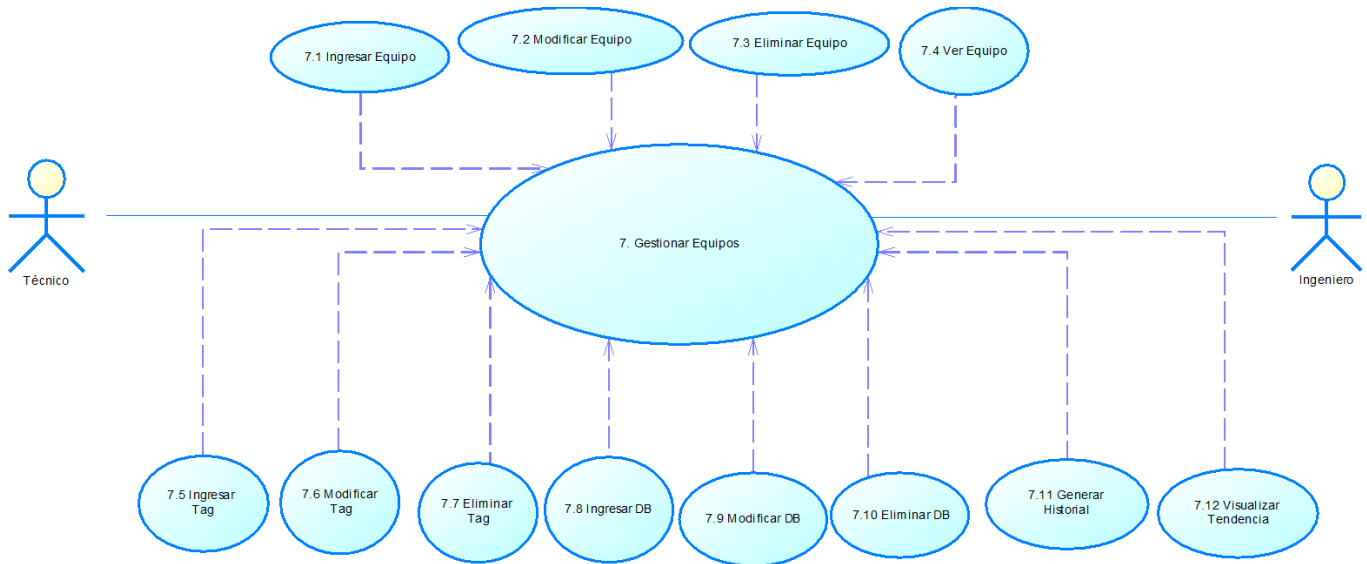 7.1 Ingresar Equipo
7.2 Modificar Equipo
7.3 Eliminar Equipo
7.4 Ver Equipo
Técnico
7. Gestionar Equipos
Ingeniero
7.5 Ingresar
Tag
7.6 Modificar
Tag
7.7 Eliminar
Tag
7.8 Ingresar DB
7.9 Modificar DB
7.10 Eliminar DB
7.11 Generar
Historial
7.12 Visualizar
Tendencia